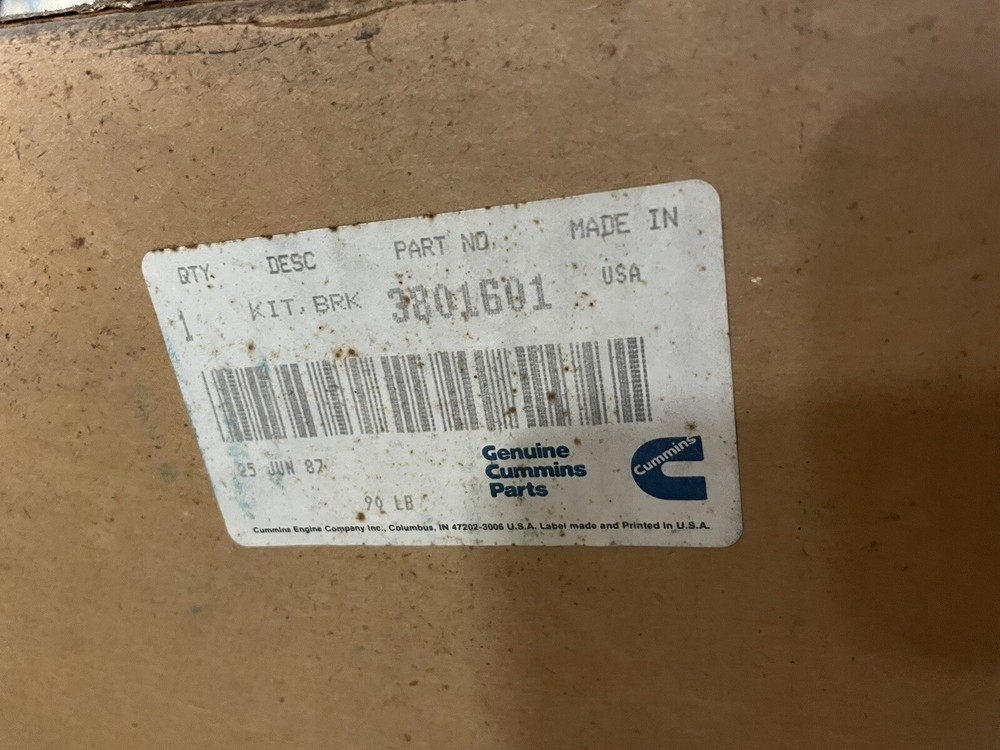 QTY DESC PART NO. MADE IN
1 KIT, BRK 3801601 USA
25 JUN 87
90 LB
Genuine
Cummins
Parts
Cummins
Cummins Engine Company Inc., Columbus, IN 47202-3005 U.S.A. Label made and Printed in U.S.A.